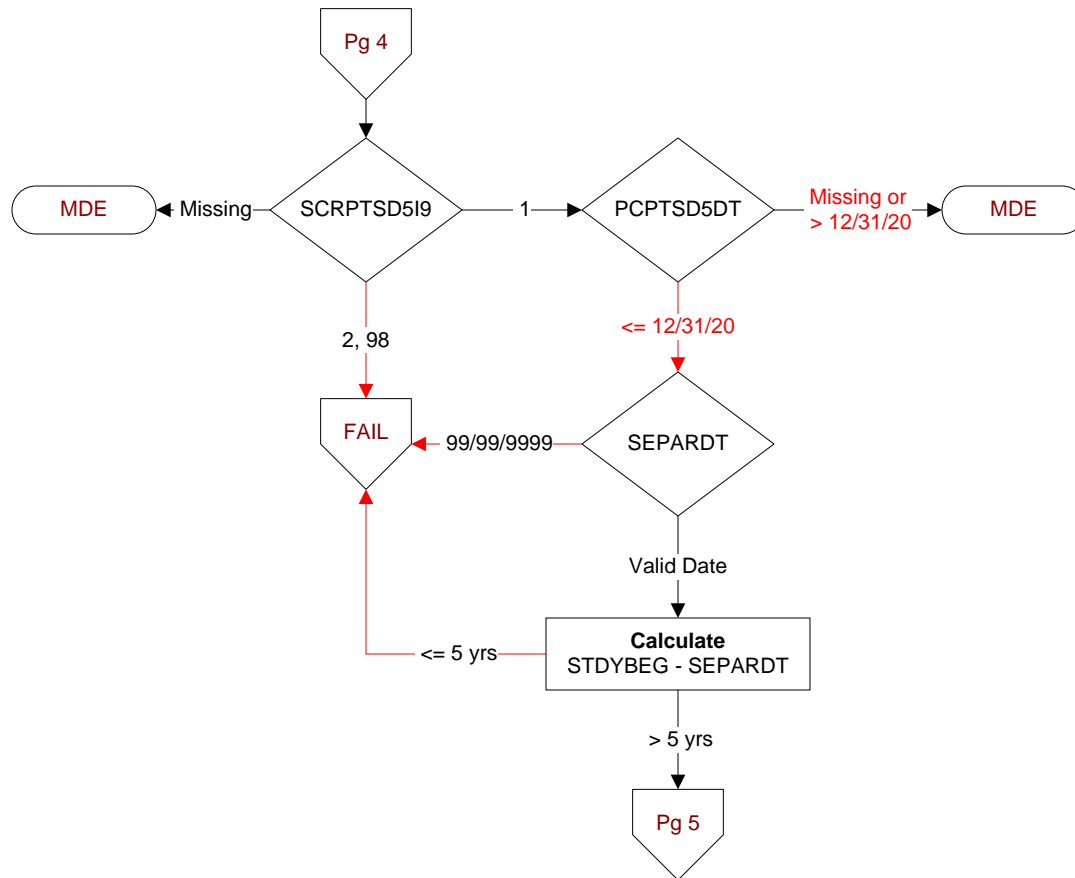 Pg 4
MDE
Missing
SCRPTSD5I9
1
PCPTSD5DT
Missing or
> 12/31/20
MDE
2, 98
<= 12/31/20
FAIL
99/99/9999
SEPARDT
Valid Date
Calculate
STDYBEG - SEPARDT
<= 5 yrs
> 5 yrs
Pg 5